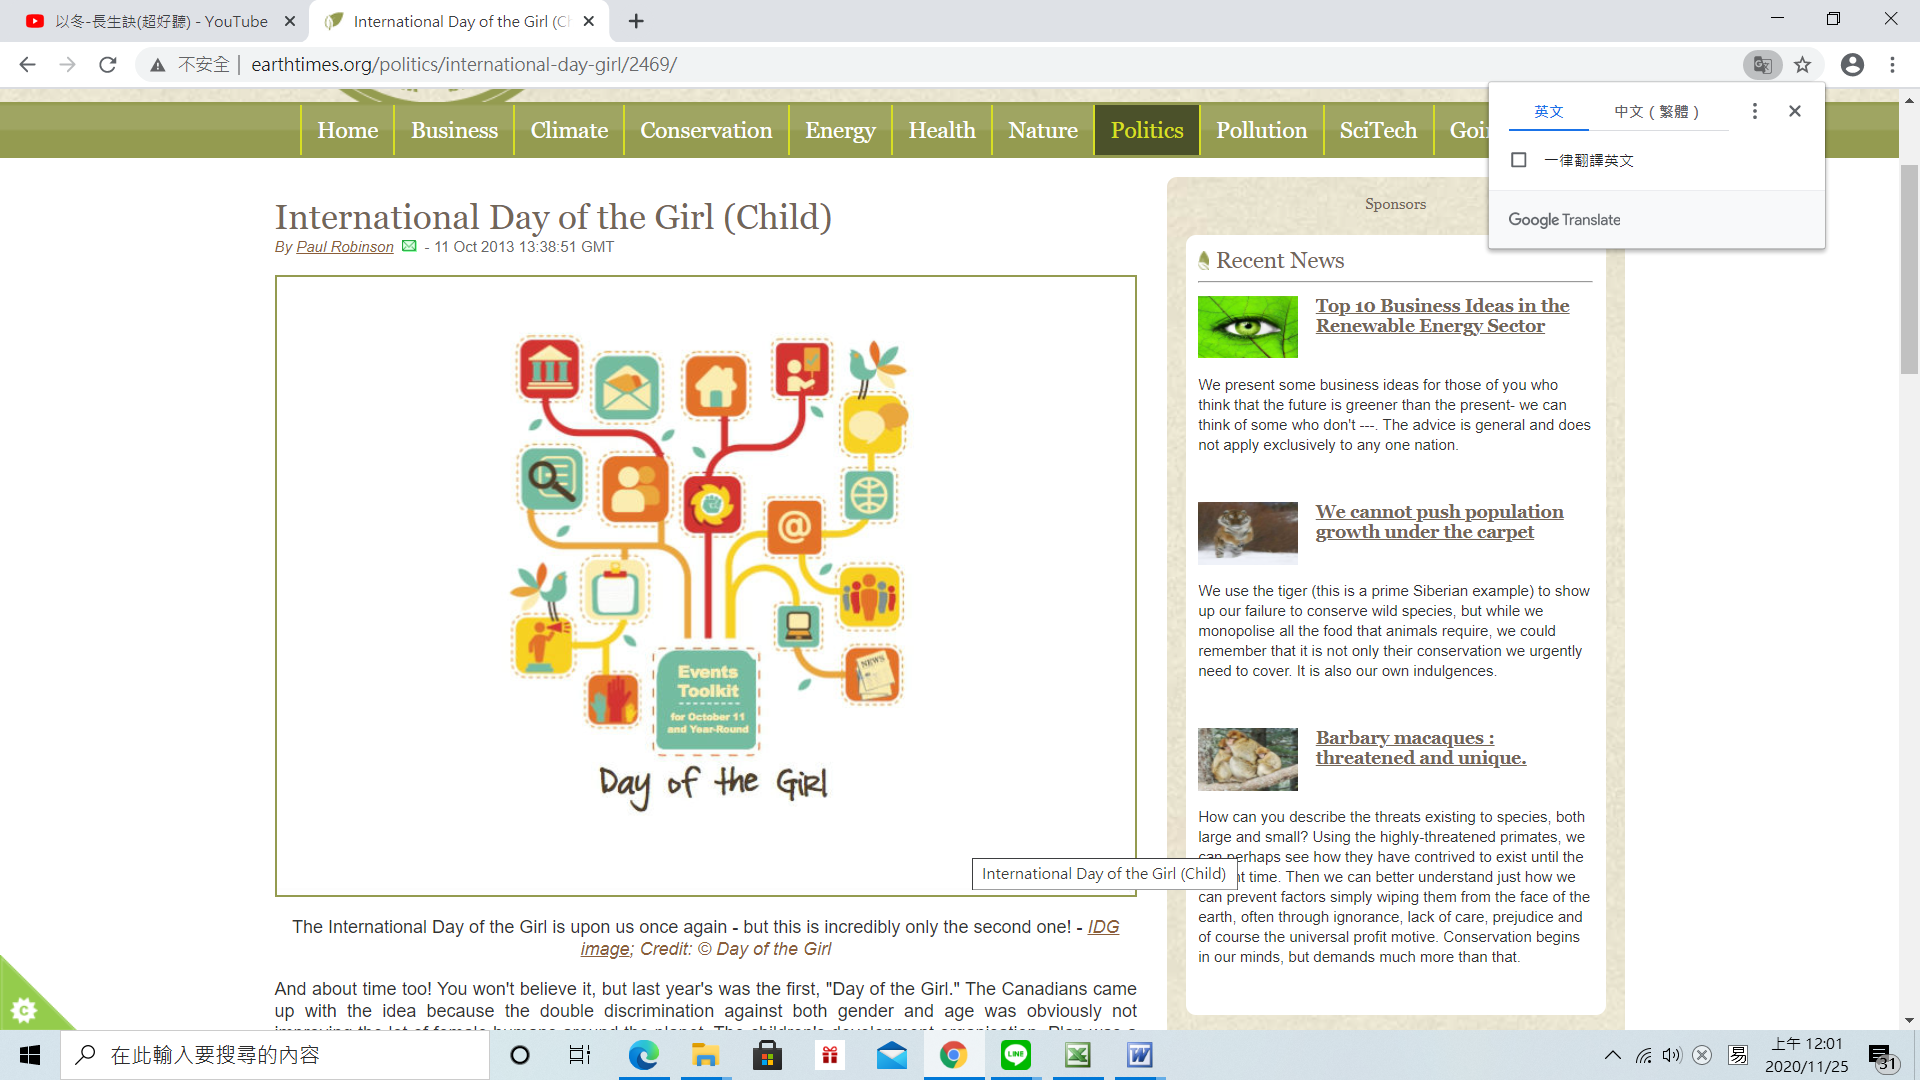 以冬-長生訣(超好聽) - YouTube
International Day of the Girl (Ch
不安全
earthtimes.org/politics/international-day-girl/2469/
英文
中文 ( 繁體 )
一律翻譯英文
Google Translate
Home
Business
Climate
Conservation
Energy
Health
Nature
Politics
Pollution
SciTech
International Day of the Girl (Child)
By Paul Robinson - 11 Oct 2013 13:38:51 GMT
@
NEWS
Events
Toolkit
for October 11
and Year-Round
Day of the Girl
International Day of the Girl (Child)
The International Day of the Girl is upon us once again - but this is incredibly only the second one! - IDG
image; Credit: © Day of the Girl
And about time too! You won't believe it, but last year's was the first, "Day of the Girl." The Canadians came
up with the idea because the double discrimination against both gender and age was obviously not
Sponsors
Recent News
Top 10 Business Ideas in the
Renewable Energy Sector
We present some business ideas for those of you who
think that the future is greener than the present- we can
think of some who don't ---. The advice is general and does
not apply exclusively to any one nation.
We cannot push population
growth under the carpet
We use the tiger (this is a prime Siberian example) to show
up our failure to conserve wild species, but while we
monopolise all the food that animals require, we could
remember that it is not only their conservation we urgently
need to cover. It is also our own indulgences.
Barbary macaques :
threatened and unique.
How can you describe the threats existing to species, both
large and small? Using the highly-threatened primates, we
can perhaps see how they have contrived to exist until the
time. Then we can better understand just how we
can prevent factors simply wiping them from the face of the
earth, often through ignorance, lack of care, prejudice and
of course the universal profit motive. Conservation begins
in our minds, but demands much more than that.
在此輸入要搜尋的內容
LINE
易
上午 12:01
2020/11/25
31